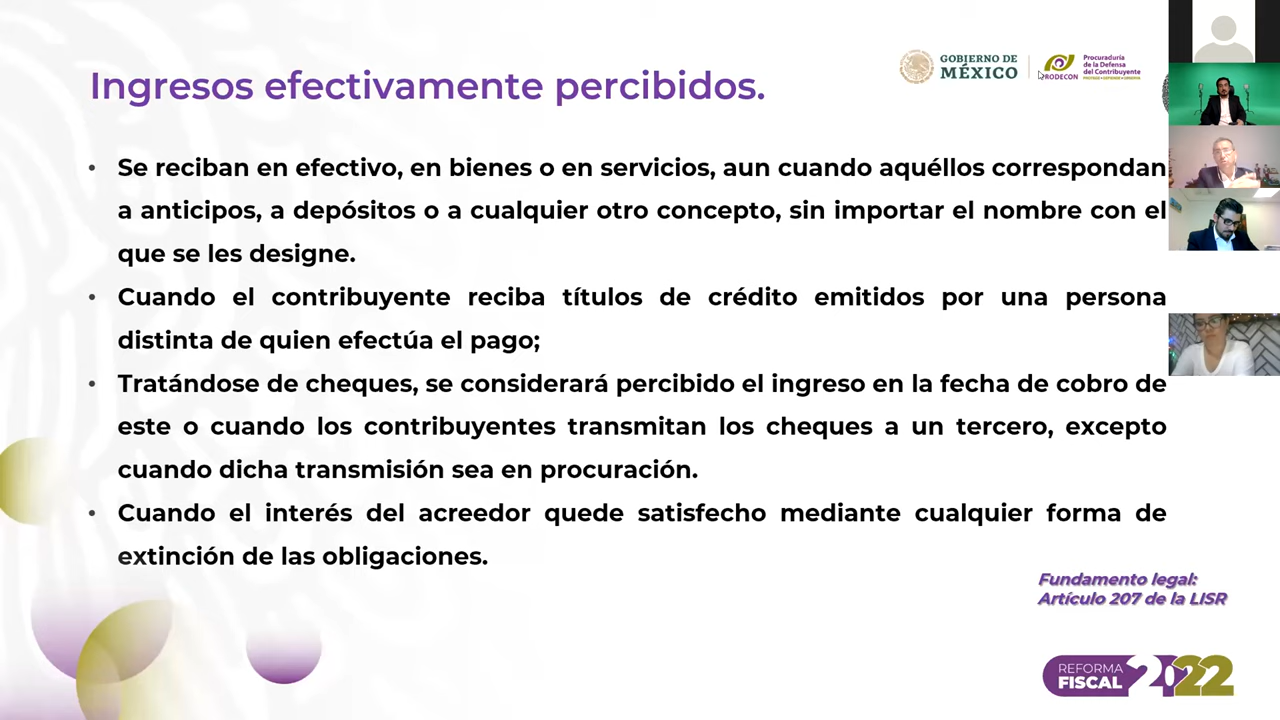 Ingresos efectivamente percibidos.
GOBIERNO DE
MÉXICO
PRODECON
Procuraduría
de la Defensa
del Contribuyente
• Se reciban en efectivo, en bienes o en servicios, aun cuando aquéllos correspondan
a anticipos, a depósitos o a cualquier otro concepto, sin importar el nombre con el
que se les designe.
• Cuando el contribuyente reciba títulos de crédito emitidos por una persona
distinta de quien efectúa el pago;
• Tratándose de cheques, se considerará percibido el ingreso en la fecha de cobro de
este o cuando los contribuyentes transmitan los cheques a un tercero, excepto
cuando dicha transmisión sea en procuración.
• Cuando el interés del acreedor quede satisfecho mediante cualquier forma de
extinción de las obligaciones.
Fundamento legal:
Artículo 207 de la LISR
REFORMA
FISCAL
2022